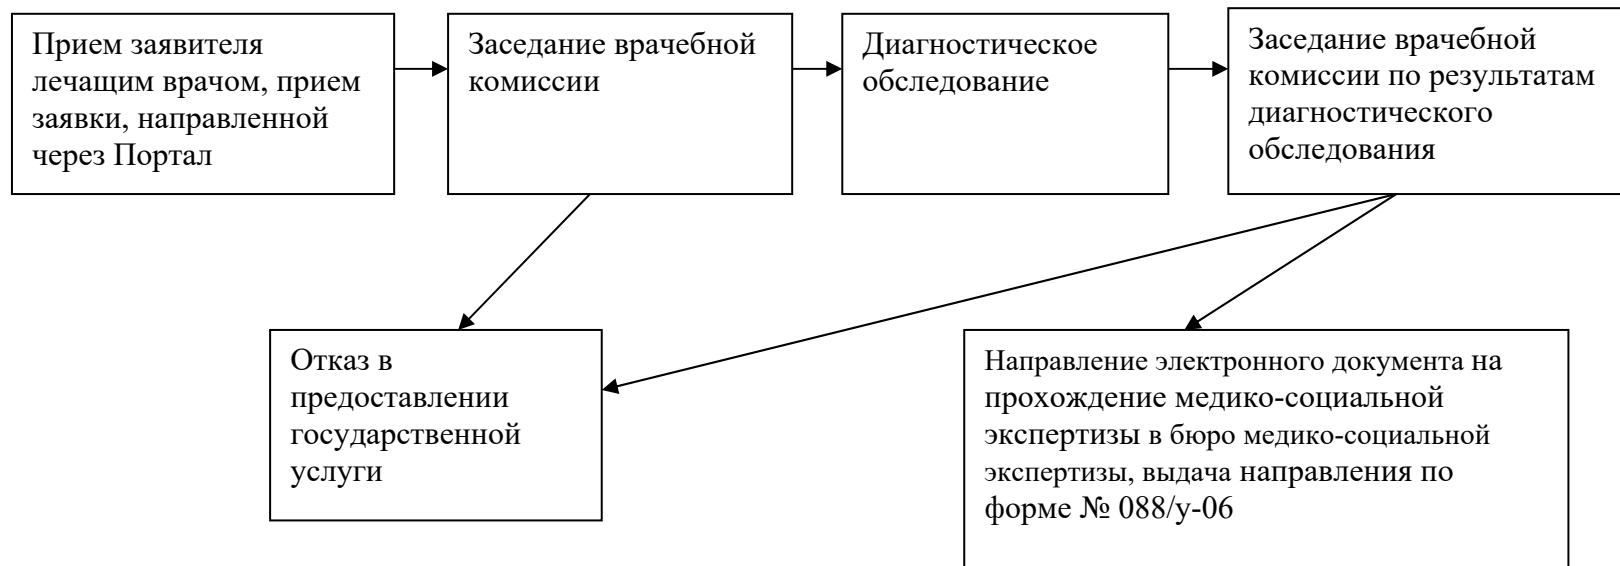 Прием заявителя
лечащим врачом, прием
заявки, направленной
через Портал
Заседание врачебной
комиссии
Диагностическое
обследование
Заседание врачебной
комиссии по результатам
диагностического
обследования
Отказ в
предоставлении
государственной
услуги
Направление электронного документа на
прохождение медико-социальной
экспертизы в бюро медико-социальной
экспертизы, выдача направления по
форме № 088/у-06